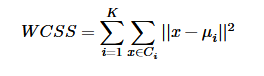 WCSS = \sum_{i=1}^{K} \sum_{x \in C_i} ||x - \mu_i||^2